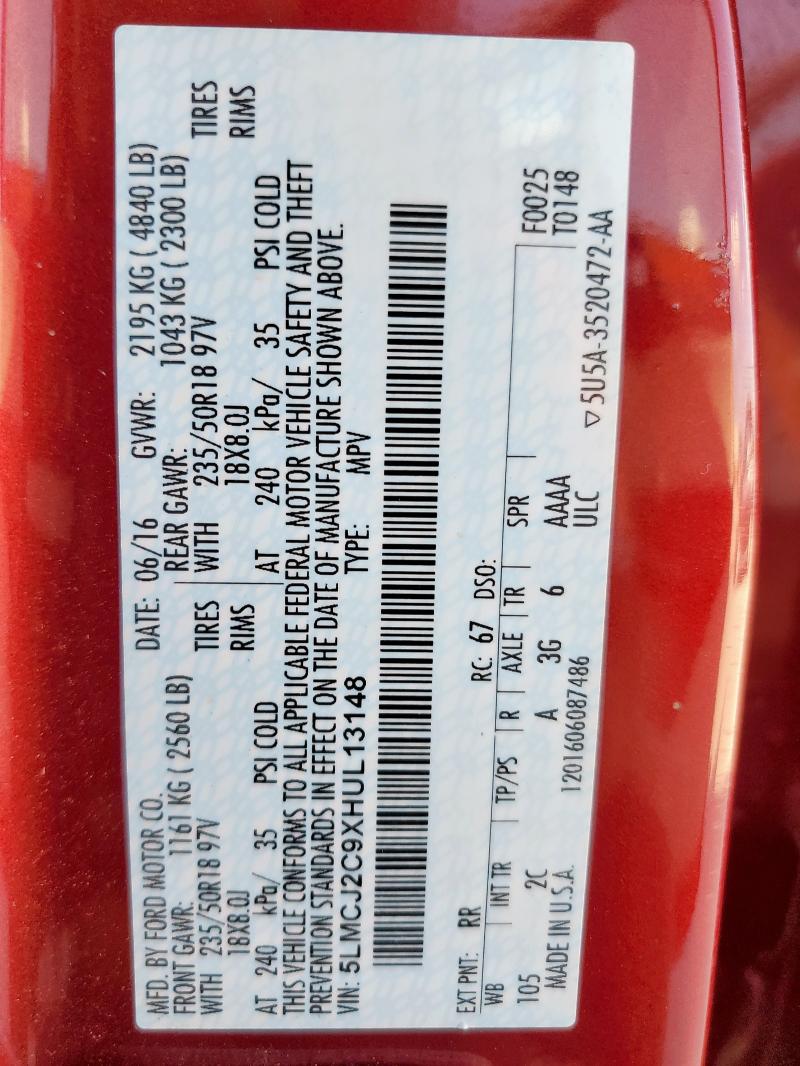 MFD. BY FORD MOTOR CO. DATE: 06/16 GVWR: 2195 KG ( 4840 LB)
FRONT GAWR: 1161 KG ( 2560 LB) REAR GAWR: 1043 KG ( 2300 LB)
WITH 235/50R18 97V TIRES WITH 235/50R18 97V TIRES
18X8.0J RIMS 18X8.0J RIMS
AT 240 kPa/ 35 PSI COLD AT 240 kPa/ 35 PSI COLD
THIS VEHICLE CONFORMS TO ALL APPLICABLE FEDERAL MOTOR VEHICLE SAFETY AND THEFT
PREVENTION STANDARDS IN EFFECT ON THE DATE OF MANUFACTURE SHOWN ABOVE.
VIN: 5LMCJ2C9XHUL13148 TYPE: MPV
EXT PNT: RR RC: 67 DSO:
WB INT TR TP/PS R AXLE TR SPR F0025
105 2C A 3G 6 AAAA T0148
MADE IN U.S.A. 1201606087486 ULC
▽5U5A-3520472-AA